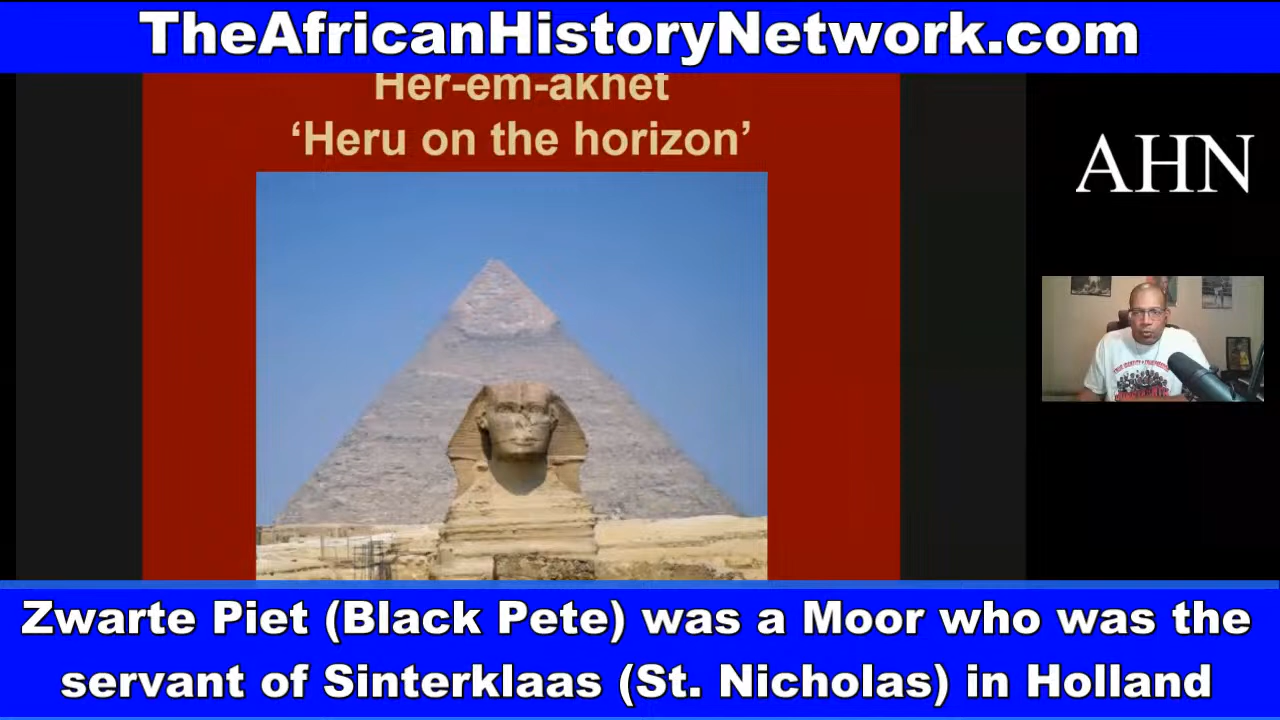 TheAfricanHistoryNetwork.com
Her-em-akhet
‘Heru on the horizon’
AHN
Zwarte Piet (Black Pete) was a Moor who was the
servant of Sinterklaas (St. Nicholas) in Holland